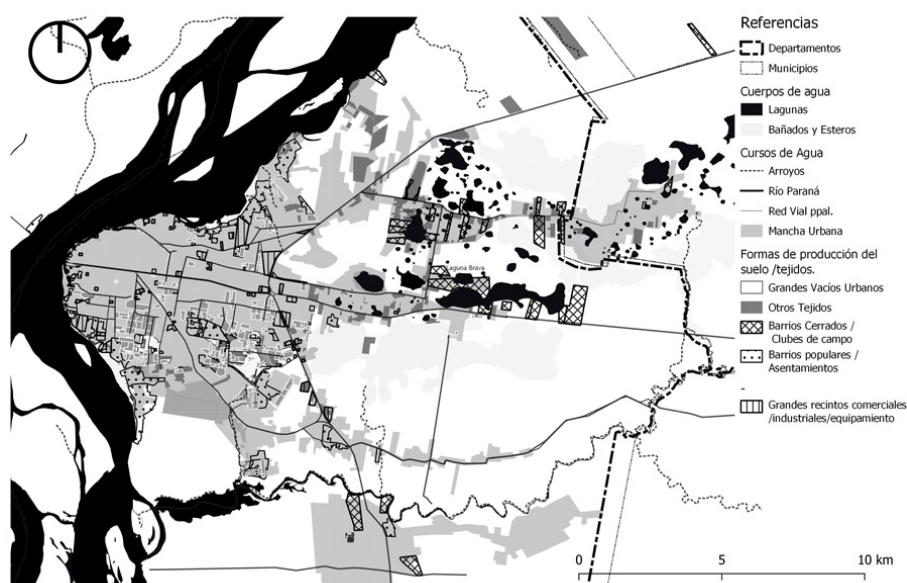 Referencias
Departamentos
Municipios
Cuerpos de agua
Lagunas
Bañados y Esteros
Cursos de Agua
Arroyos
Río Paraná
Red Vial ppal.
Mancha Urbana
Formas de producción del
suelo /tejidos.
Grandes Vacíos Urbanos
Otros Tejidos
Barrios Cerrados /
Clubes de campo
Barrios populares /
Asentamientos
-
Grandes recintos comerciales
/industriales/equipamiento
Laguna Brava
0 5 10 km